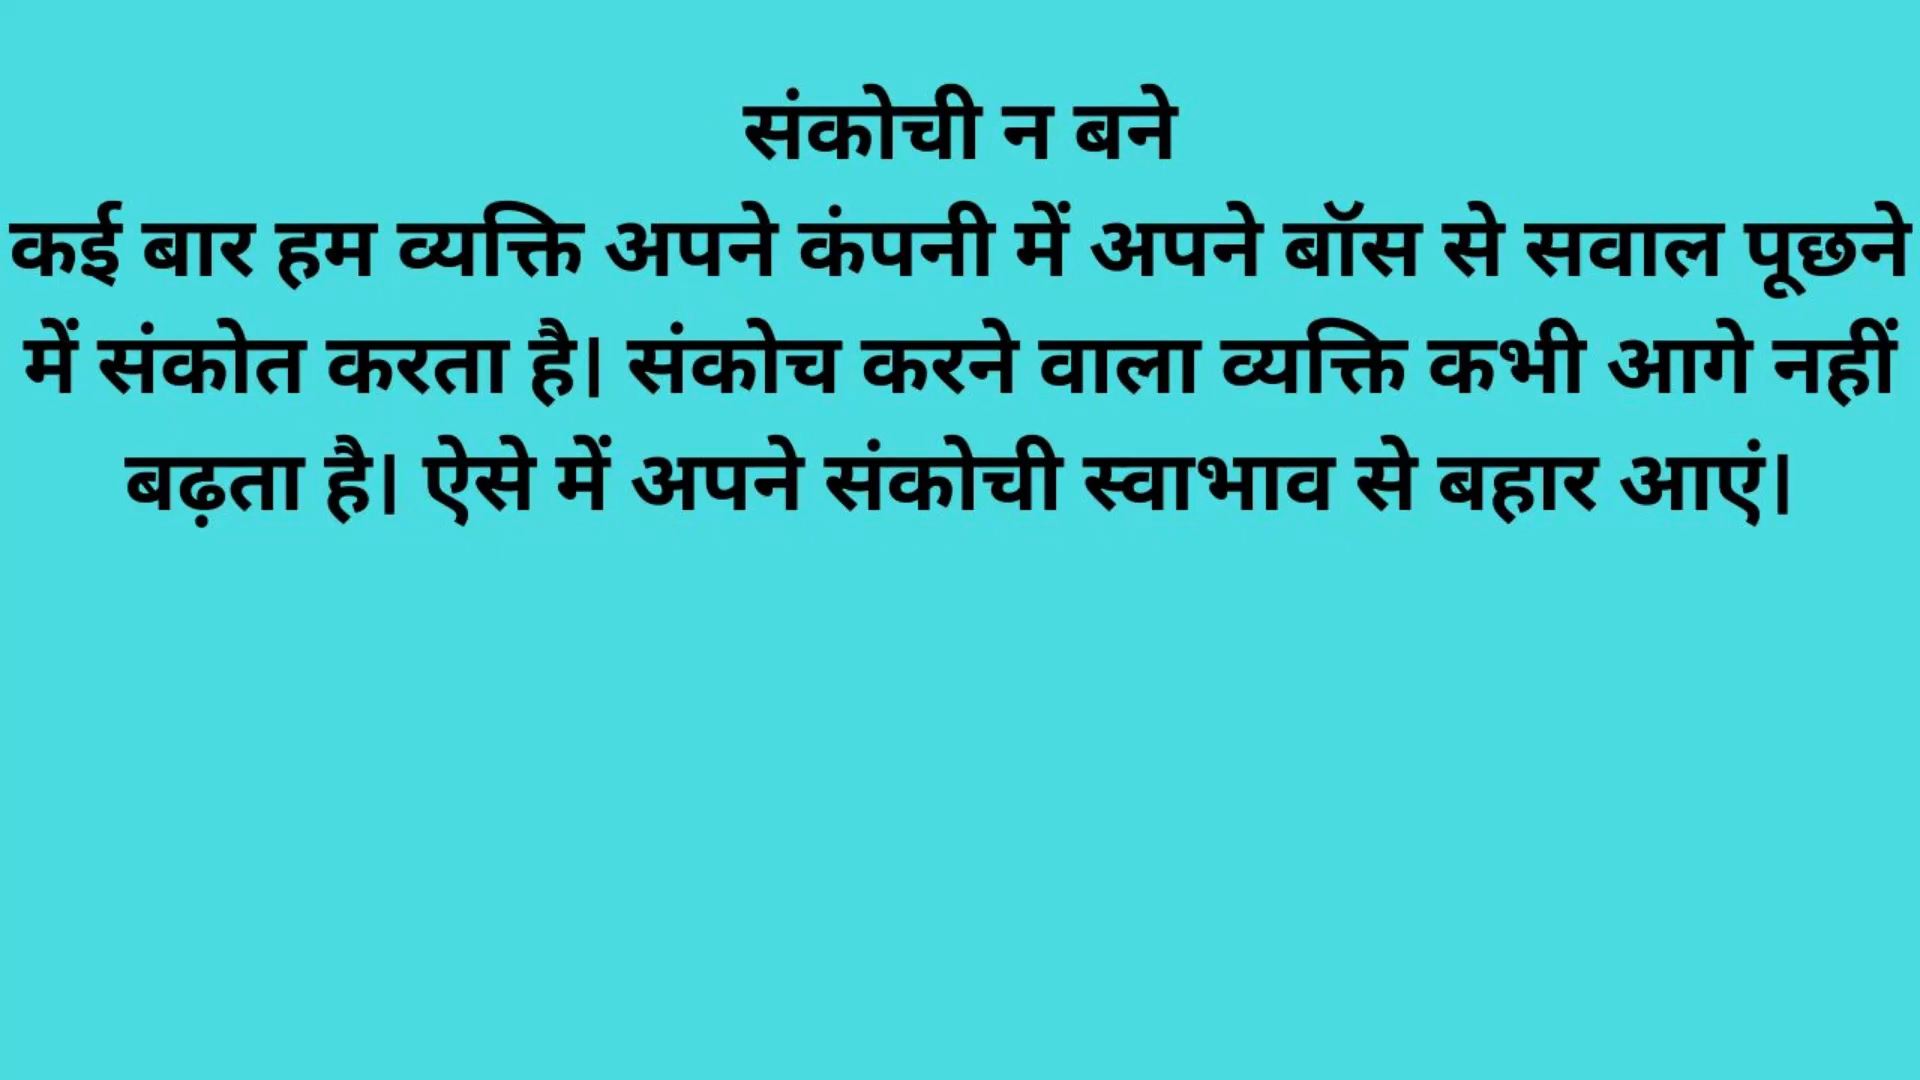 संकोची न बने
कई बार हम व्यक्ति अपने कंपनी में अपने बॉस से सवाल पूछने
में संकोत करता है। संकोच करने वाला व्यक्ति कभी आगे नहीं
बढ़ता है। ऐसे में अपने संकोची स्वाभाव से बहार आएं।